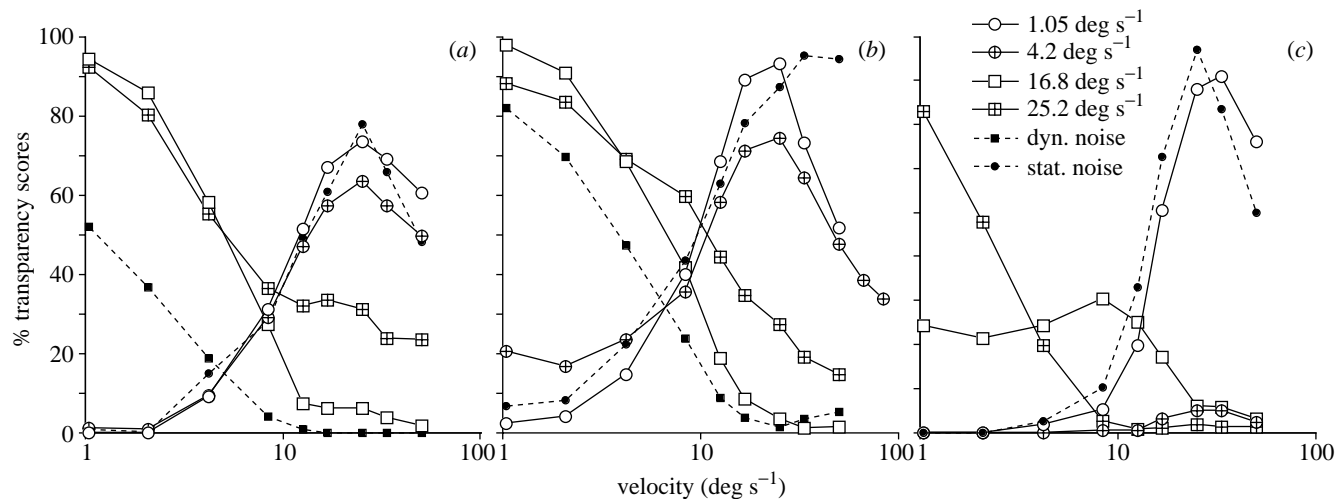 100
80
60
40
20
0
% transparency scores
(a)
(b)
(c)
1.05 deg s⁻¹
4.2 deg s⁻¹
16.8 deg s⁻¹
25.2 deg s⁻¹
dyn. noise
stat. noise
1
10
100
1
10
100
1
10
100
velocity (deg s⁻¹)